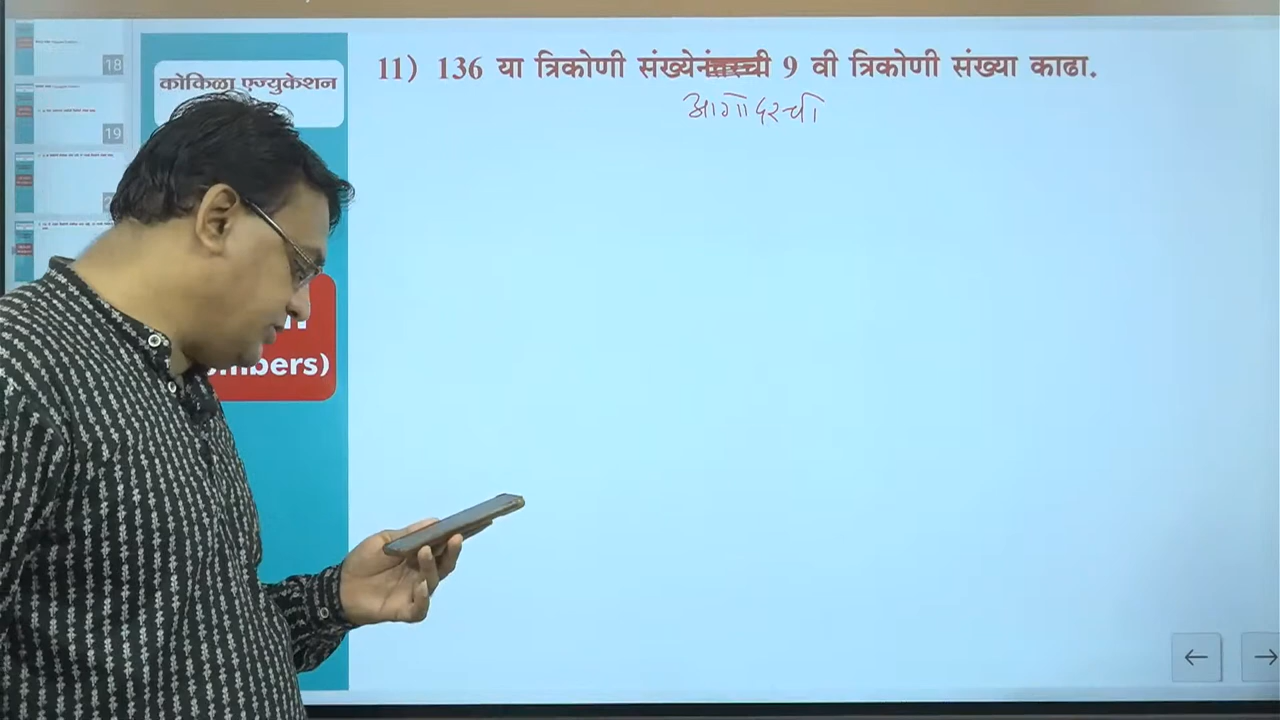 18
19
कोकिळा एज्युकेशन
11) 136 या त्रिकोणी संख्येनंतरची 9 वी त्रिकोणी संख्या काढा.
आगोदरची
mbers)